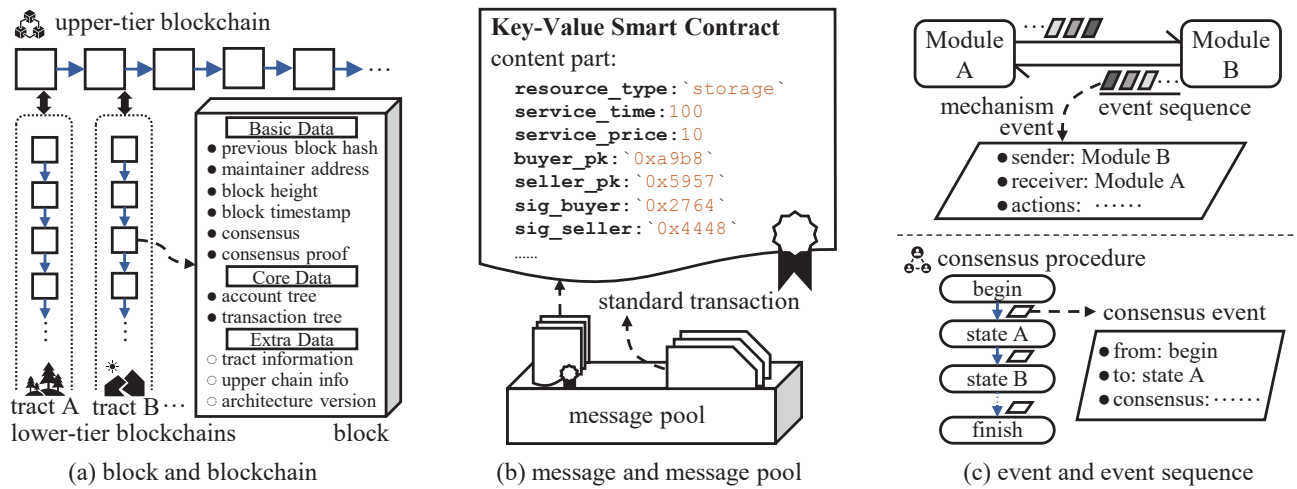 upper-tier blockchain
···
Basic Data
● previous block hash
● maintainer address
● block height
● block timestamp
● consensus
● consensus proof
Core Data
● account tree
● transaction tree
Extra Data
◌ tract information
◌ upper chain info
◌ architecture version
tract A
tract B ···
lower-tier blockchains
block
(a) block and blockchain
Key-Value Smart Contract
content part:
resource_type:`storage`
service_time:100
service_price:10
buyer_pk:`0xa9b8`
seller_pk:`0x5957`
sig_buyer:`0x2764`
sig_seller:`0x4448`
......
standard transaction
message pool
(b) message and message pool
Module A
Module B
···
···
mechanism event
event sequence
● sender: Module B
● receiver: Module A
● actions: ······
consensus procedure
begin
state A
state B
finish
consensus event
● from: begin
● to: state A
● consensus: ······
(c) event and event sequence